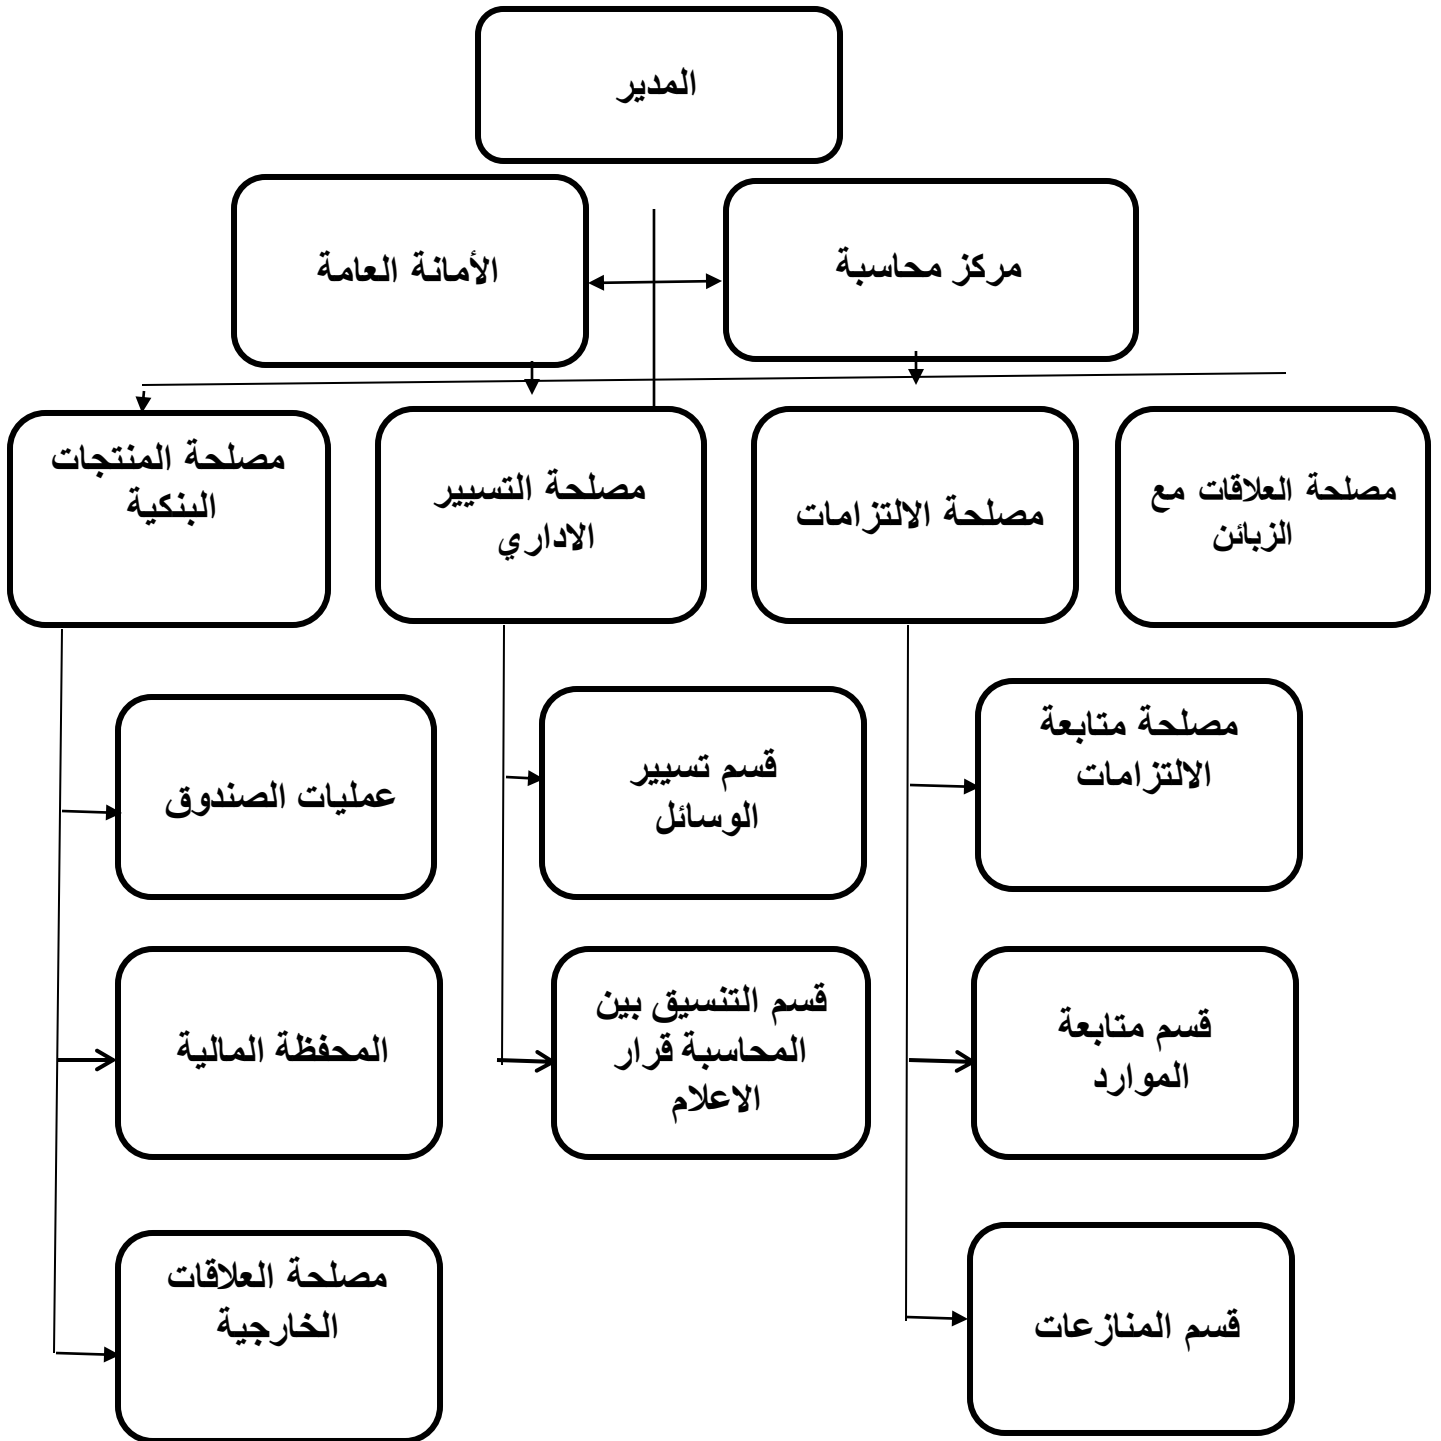 المدير
مركز محاسبة
الأمانة العامة
مصلحة العلاقات مع
الزبائن
مصلحة الالتزامات
مصلحة التسيير
الاداري
مصلحة المنتجات
البنكية
مصلحة متابعة
الالتزامات
قسم تسيير
الوسائل
عمليات الصندوق
قسم متابعة
الموارد
قسم التنسيق بين
المحاسبة قرار
الاعلام
المحفظة المالية
قسم المنازعات
مصلحة العلاقات
الخارجية